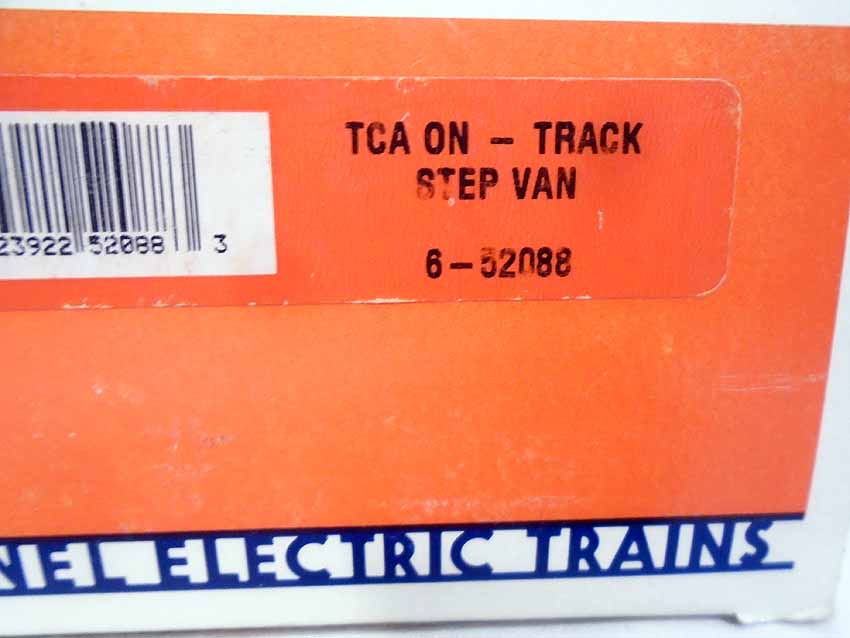 TCA ON – TRACK
STEP VAN
6–52088
23922 52088 3
NEL ELECTRIC TRAINS